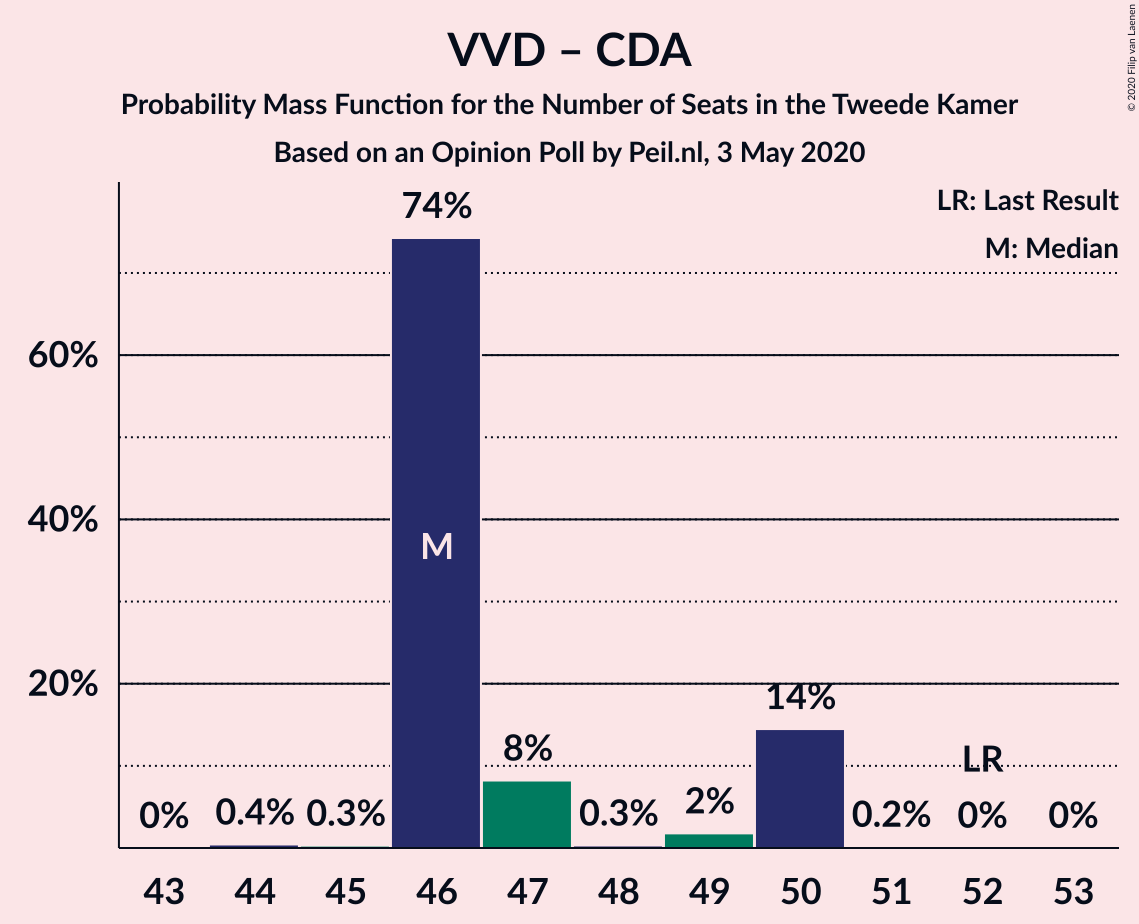 VVD – CDA
Probability Mass Function for the Number of Seats in the Tweede Kamer
Based on an Opinion Poll by Peil.nl, 3 May 2020
© 2020 Filip van Laenen
LR: Last Result
M: Median
60%
40%
20%
0%
0.4%
0.3%
74%
M
8%
0.3%
2%
14%
0.2%
LR
0%
0%
43 44 45 46 47 48 49 50 51 52 53